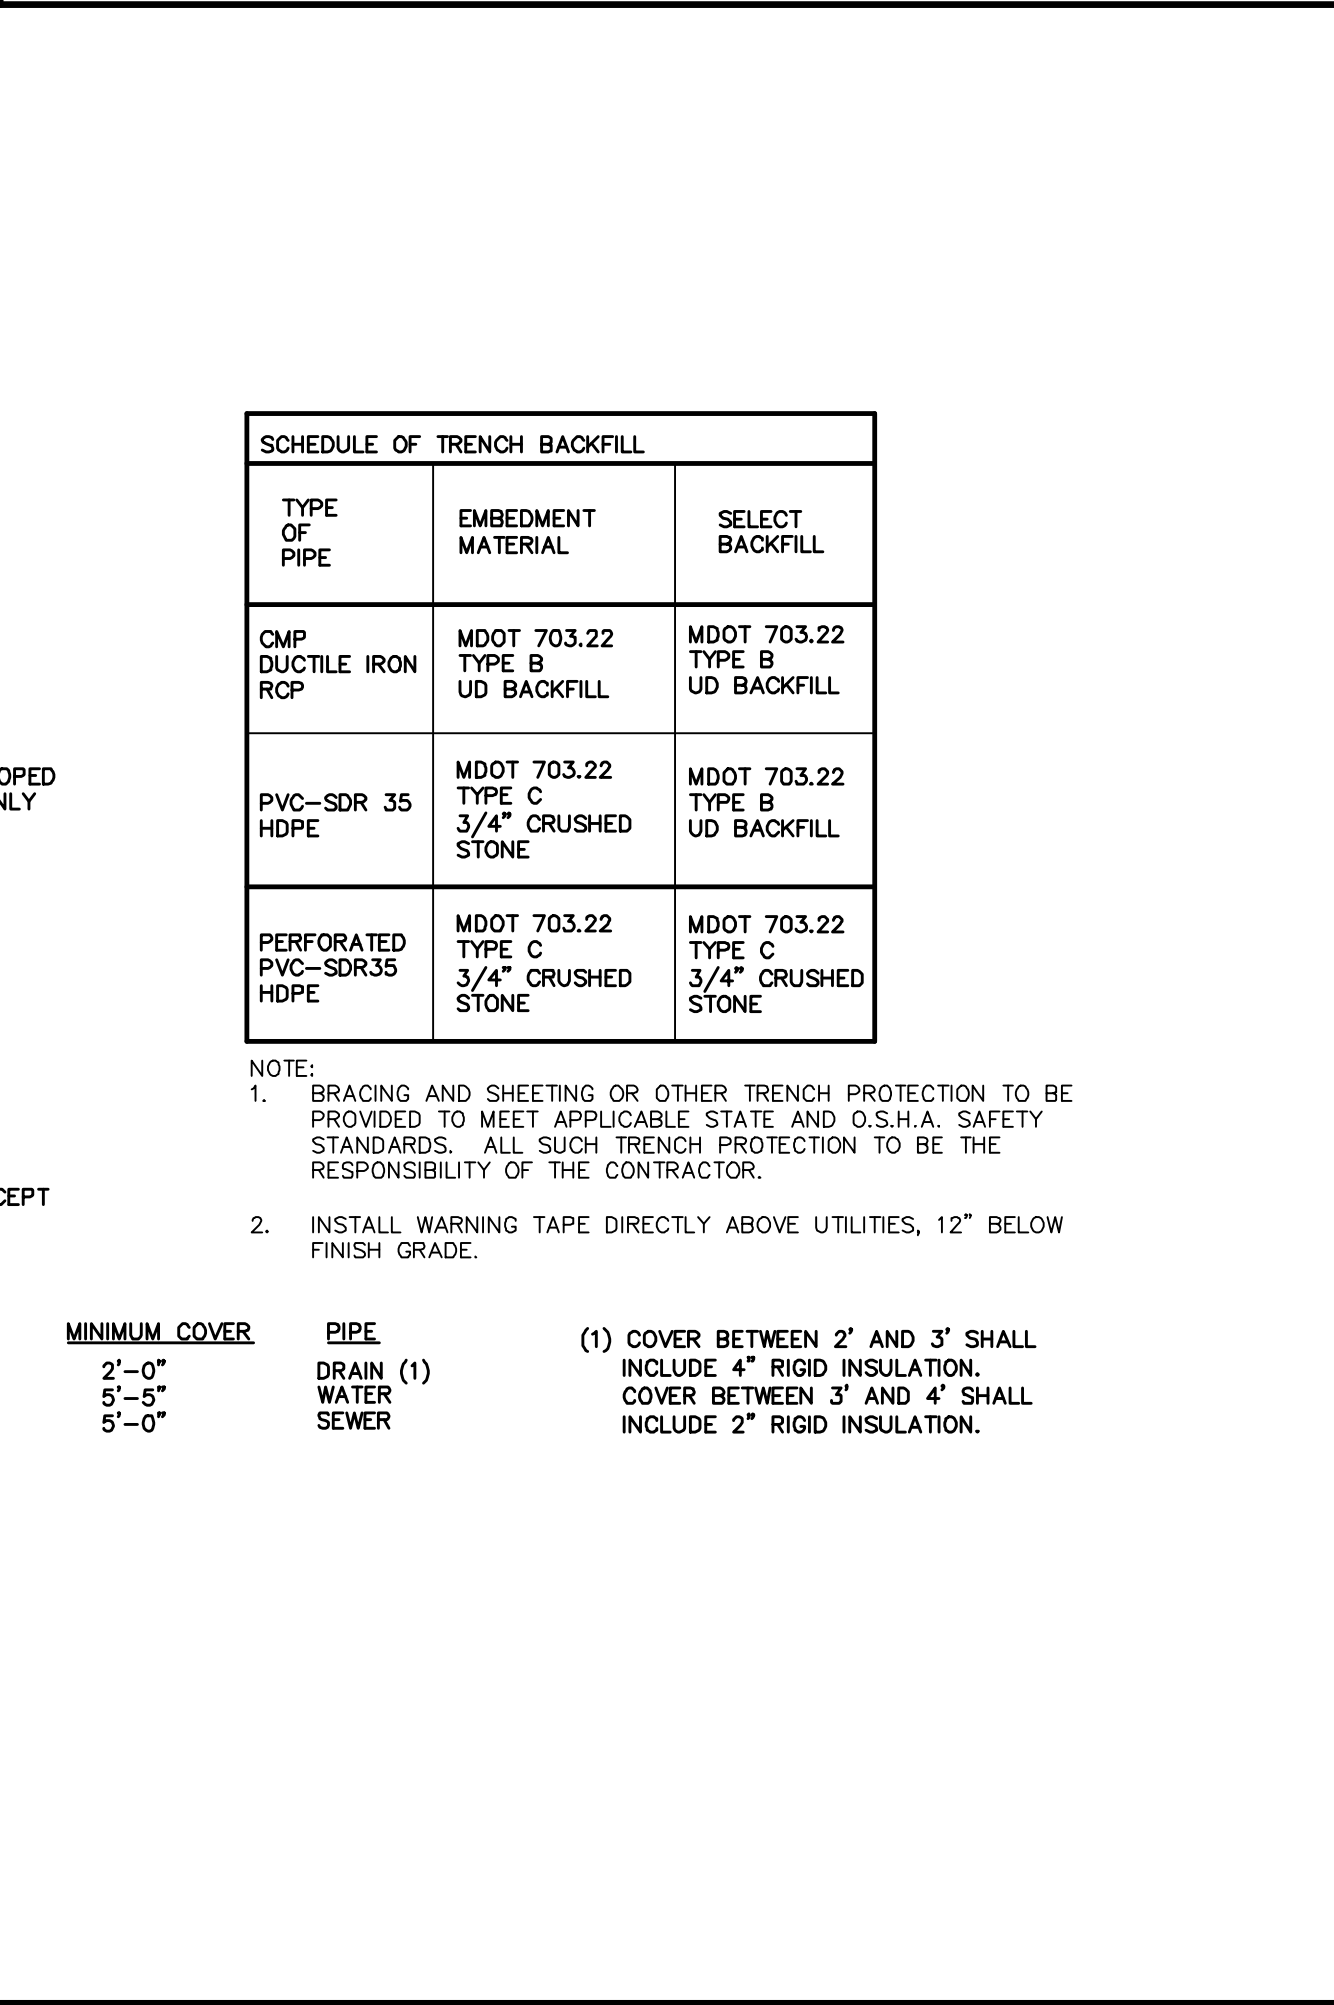 SCHEDULE OF TRENCH BACKFILL
TYPE
OF
PIPE
EMBEDMENT
MATERIAL
SELECT
BACKFILL
CMP
DUCTILE IRON
RCP
MDOT 703.22
TYPE B
UD BACKFILL
MDOT 703.22
TYPE B
UD BACKFILL
OPED
NLY
PVC-SDR 35
HDPE
MDOT 703.22
TYPE C
3/4" CRUSHED
STONE
MDOT 703.22
TYPE B
UD BACKFILL
PERFORATED
PVC-SDR35
HDPE
MDOT 703.22
TYPE C
3/4" CRUSHED
STONE
MDOT 703.22
TYPE C
3/4" CRUSHED
STONE
NOTE:
1. BRACING AND SHEETING OR OTHER TRENCH PROTECTION TO BE
PROVIDED TO MEET APPLICABLE STATE AND O.S.H.A. SAFETY
STANDARDS. ALL SUCH TRENCH PROTECTION TO BE THE
RESPONSIBILITY OF THE CONTRACTOR.
CEPT
2. INSTALL WARNING TAPE DIRECTLY ABOVE UTILITIES, 12" BELOW
FINISH GRADE.
MINIMUM COVER PIPE
2'-0" DRAIN (1)
5'-5" WATER
5'-0" SEWER
(1) COVER BETWEEN 2' AND 3' SHALL
INCLUDE 4" RIGID INSULATION.
COVER BETWEEN 3' AND 4' SHALL
INCLUDE 2" RIGID INSULATION.